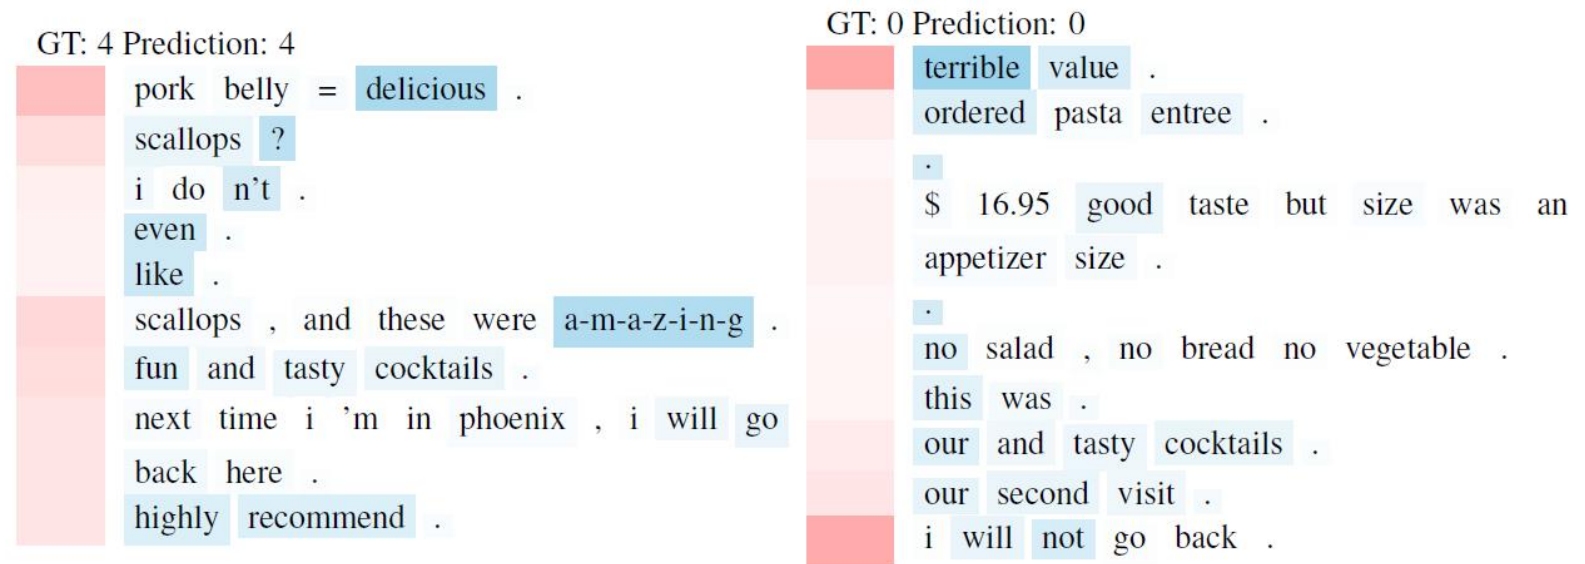 GT: 4 Prediction: 4
pork belly = delicious .
scallops ?
i do n't .
even .
like .
scallops , and these were a-m-a-z-i-n-g .
fun and tasty cocktails .
next time i 'm in phoenix , i will go
back here .
highly recommend .
GT: 0 Prediction: 0
terrible value .
ordered pasta entree .
.
$ 16.95 good taste but size was an
appetizer size .
.
no salad , no bread no vegetable .
this was .
our and tasty cocktails .
our second visit .
i will not go back .